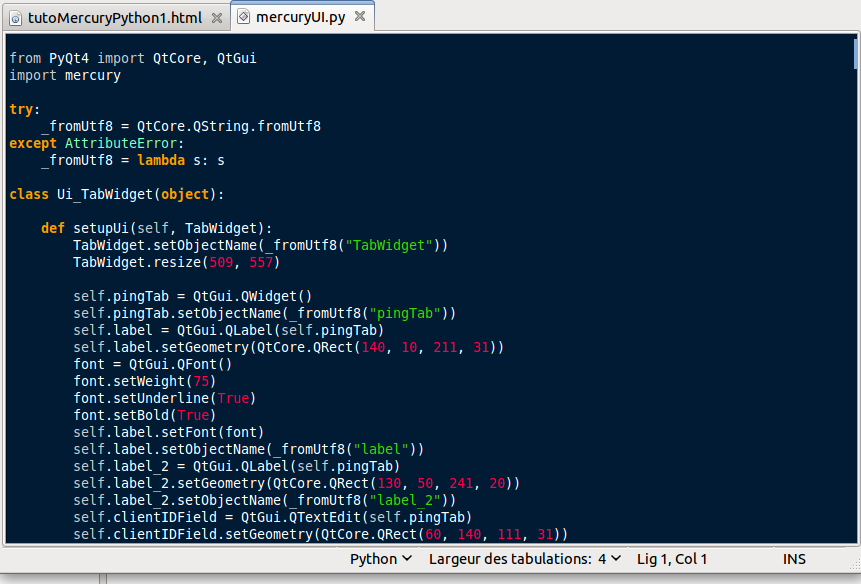 tutoMercuryPython1.html mercuryUI.py
from PyQt4 import QtCore, QtGui
import mercury
try:
    _fromUtf8 = QtCore.QString.fromUtf8
except AttributeError:
    _fromUtf8 = lambda s: s
class Ui_TabWidget(object):
    def setupUi(self, TabWidget):
        TabWidget.setObjectName(_fromUtf8("TabWidget"))
        TabWidget.resize(509, 557)
        self.pingTab = QtGui.QWidget()
        self.pingTab.setObjectName(_fromUtf8("pingTab"))
        self.label = QtGui.QLabel(self.pingTab)
        self.label.setGeometry(QtCore.QRect(140, 10, 211, 31))
        font = QtGui.QFont()
        font.setWeight(75)
        font.setUnderline(True)
        font.setBold(True)
        self.label.setFont(font)
        self.label.setObjectName(_fromUtf8("label"))
        self.label_2 = QtGui.QLabel(self.pingTab)
        self.label_2.setGeometry(QtCore.QRect(130, 50, 241, 20))
        self.label_2.setObjectName(_fromUtf8("label_2"))
        self.clientIDField = QtGui.QTextEdit(self.pingTab)
        self.clientIDField.setGeometry(QtCore.QRect(60, 140, 111, 31))
Python Largeur des tabulations: 4 Lig 1, Col 1 INS